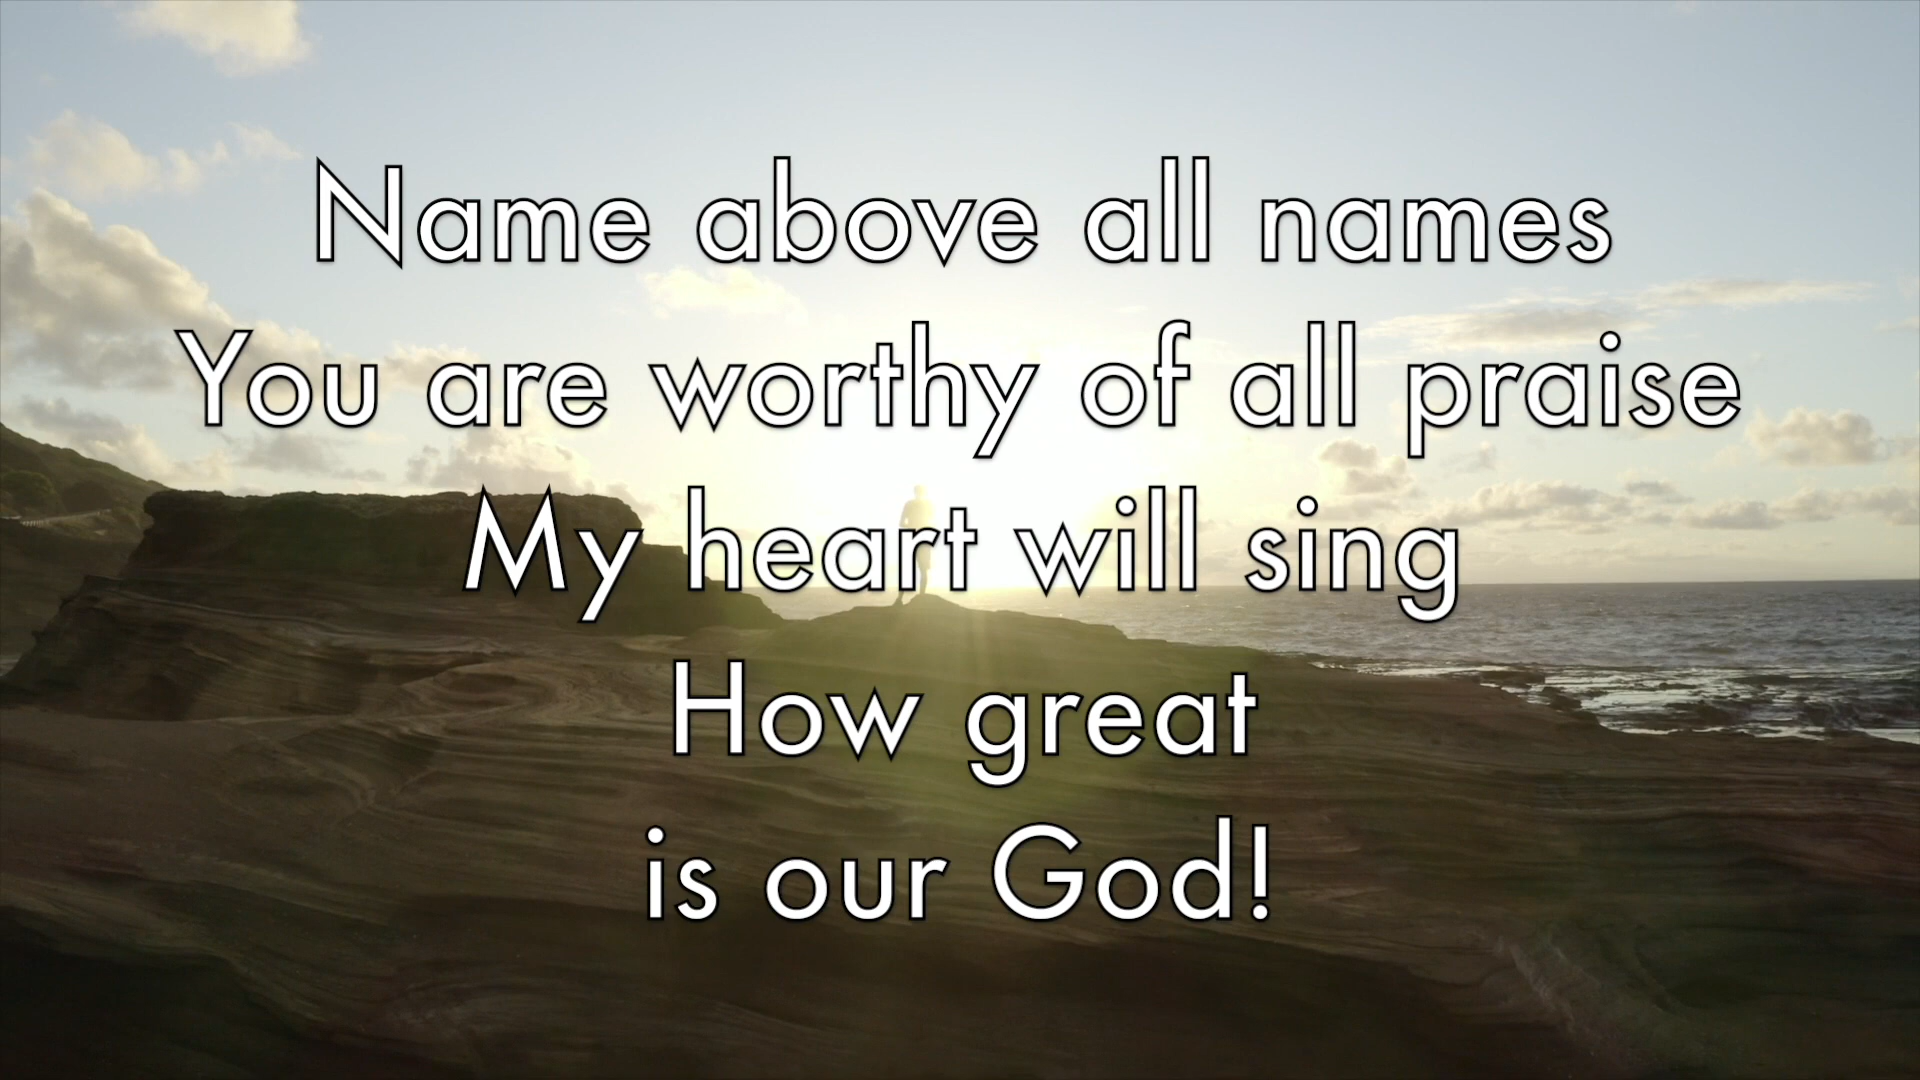 Name above all names
You are worthy of all praise
My heart will sing
How great
is our God!